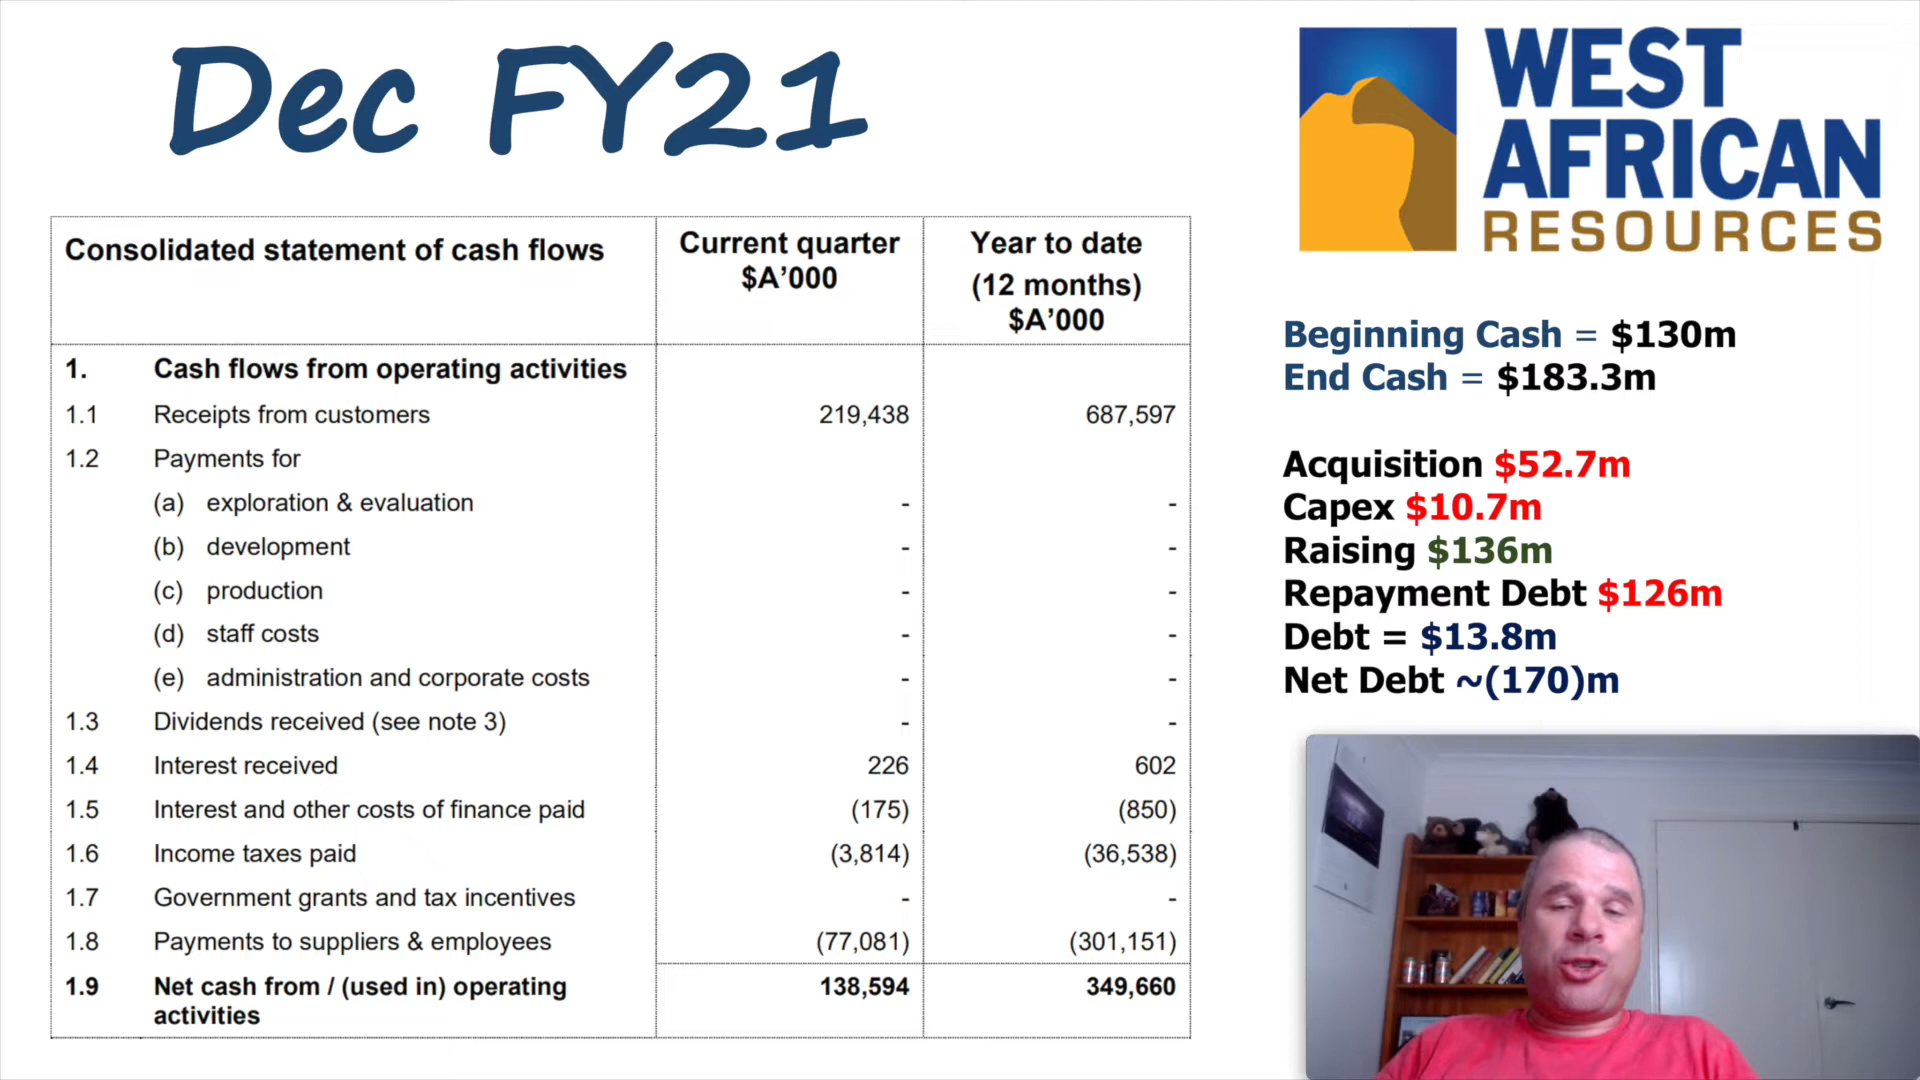 Dec FY21
WEST
AFRICAN
RESOURCES
Consolidated statement of cash flows
Current quarter
$A’000
Year to date
(12 months)
$A’000
1. Cash flows from operating activities
1.1 Receipts from customers 219,438 687,597
1.2 Payments for
(a) exploration & evaluation - -
(b) development - -
(c) production - -
(d) staff costs - -
(e) administration and corporate costs - -
1.3 Dividends received (see note 3) - -
1.4 Interest received 226 602
1.5 Interest and other costs of finance paid (175) (850)
1.6 Income taxes paid (3,814) (36,538)
1.7 Government grants and tax incentives - -
1.8 Payments to suppliers & employees (77,081) (301,151)
1.9 Net cash from / (used in) operating 138,594 349,660
activities
Beginning Cash = $130m
End Cash = $183.3m
Acquisition $52.7m
Capex $10.7m
Raising $136m
Repayment Debt $126m
Debt = $13.8m
Net Debt ~(170)m